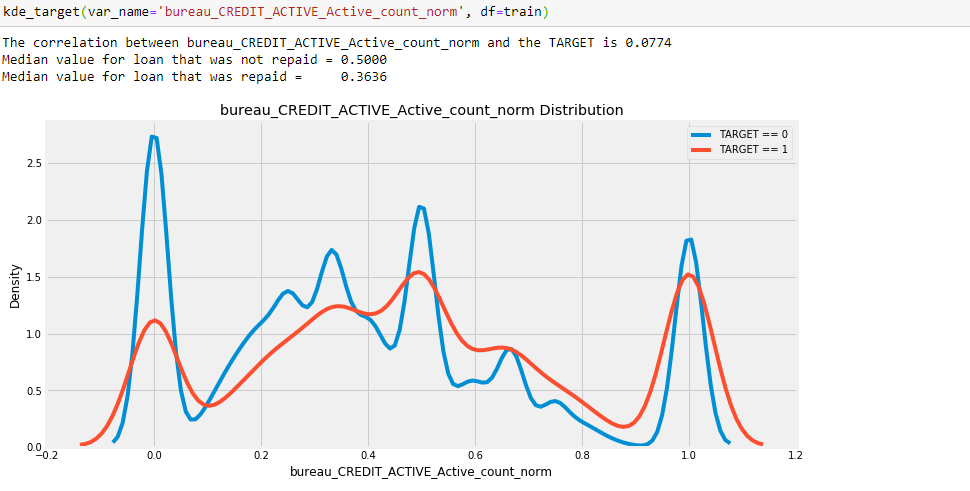 kde_target(var_name='bureau_CREDIT_ACTIVE_Active_count_norm', df=train)
The correlation between bureau_CREDIT_ACTIVE_Active_count_norm and the TARGET is 0.0774
Median value for loan that was not repaid = 0.5000
Median value for loan that was repaid =     0.3636
bureau_CREDIT_ACTIVE_Active_count_norm Distribution
TARGET == 0
TARGET == 1
2.5
2.0
1.5
1.0
0.5
0.0
Density
−0.2 0.0 0.2 0.4 0.6 0.8 1.0 1.2
bureau_CREDIT_ACTIVE_Active_count_norm